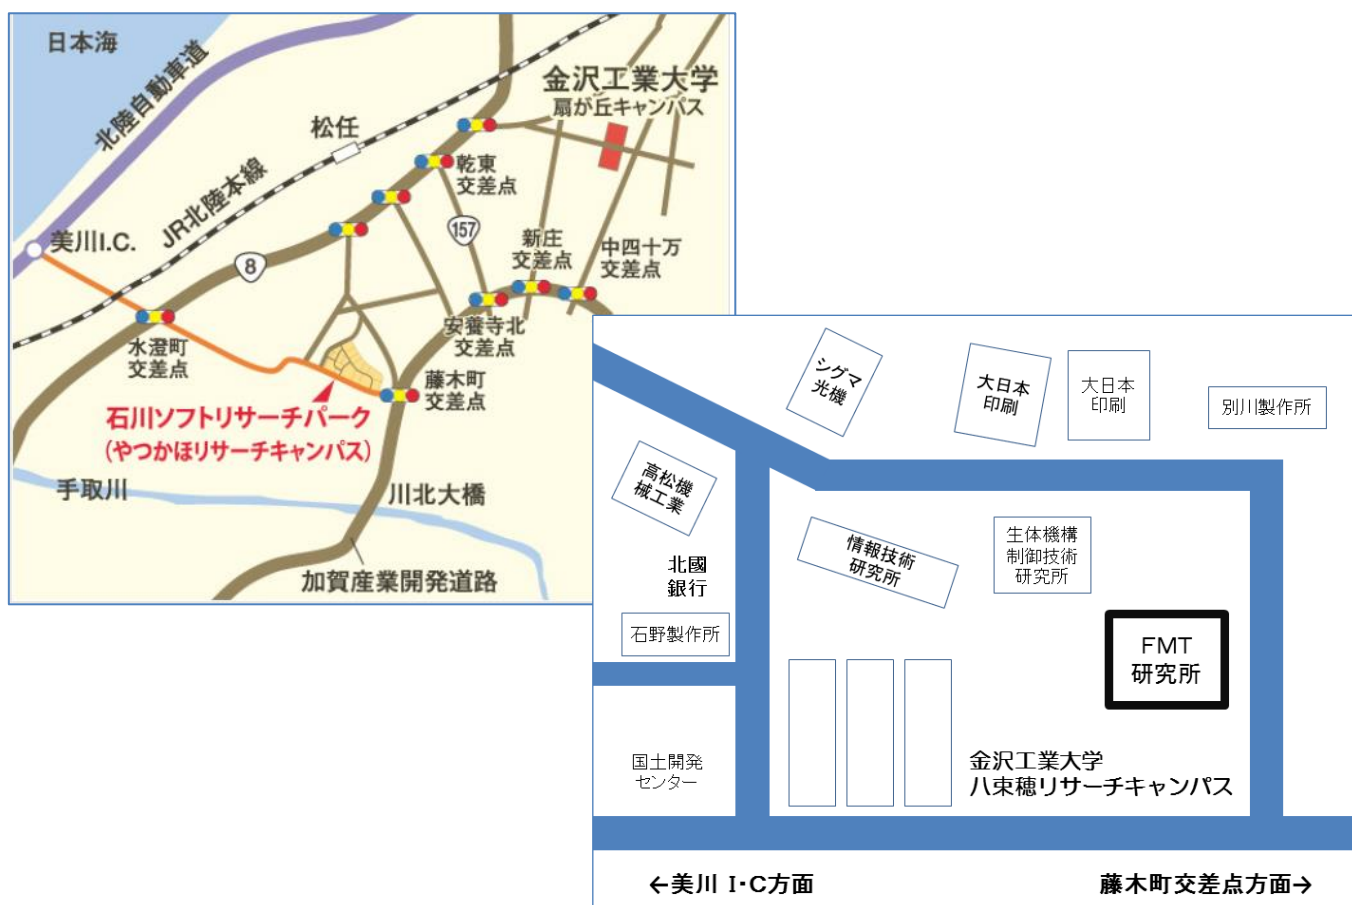 日本海
北陸自動車道
金沢工業大学
扇が丘キャンパス
松任
乾東
交差点
JR北陸本線
美川I.C.
157
新庄
交差点
中四十万
交差点
8
水澄町
交差点
安養寺北
交差点
藤木町
交差点
石川ソフトリサーチパーク
(やつかほリサーチキャンパス)
手取川
川北大橋
加賀産業開発道路
シグマ
光機
大日本
印刷
大日本
印刷
別川製作所
高松機
械工業
情報技術
研究所
生体機構
制御技術
研究所
北國
銀行
石野製作所
FMT
研究所
国土開発
センター
金沢工業大学
八束穂リサーチキャンパス
←美川 I・C方面
藤木町交差点方面→